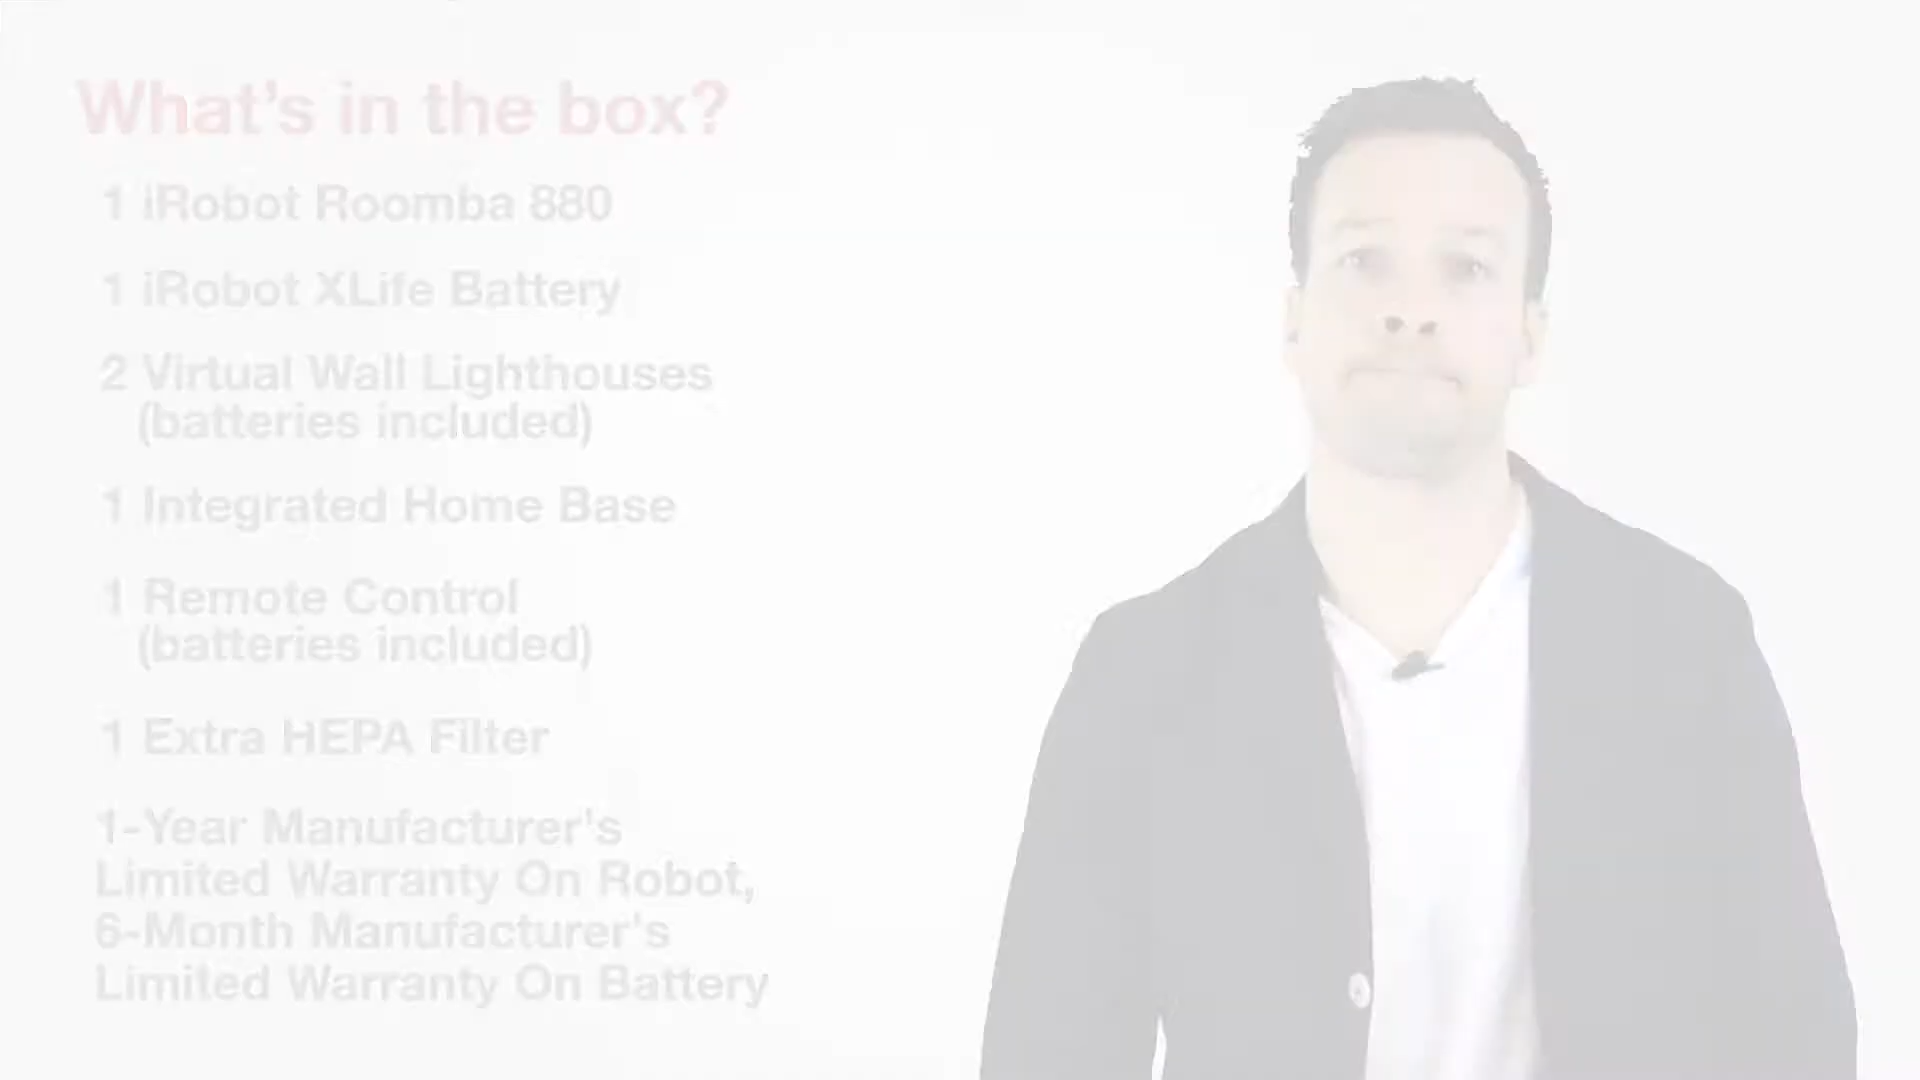 What's in the box?
1 iRobot Roomba 880
1 iRobot XLife Battery
2 Virtual Wall Lighthouses
(batteries included)
1 Integrated Home Base
1 Remote Control
(batteries included)
1 Extra HEPA Filter
1-Year Manufacturer's
Limited Warranty On Robot,
6-Month Manufacturer's
Limited Warranty On Battery